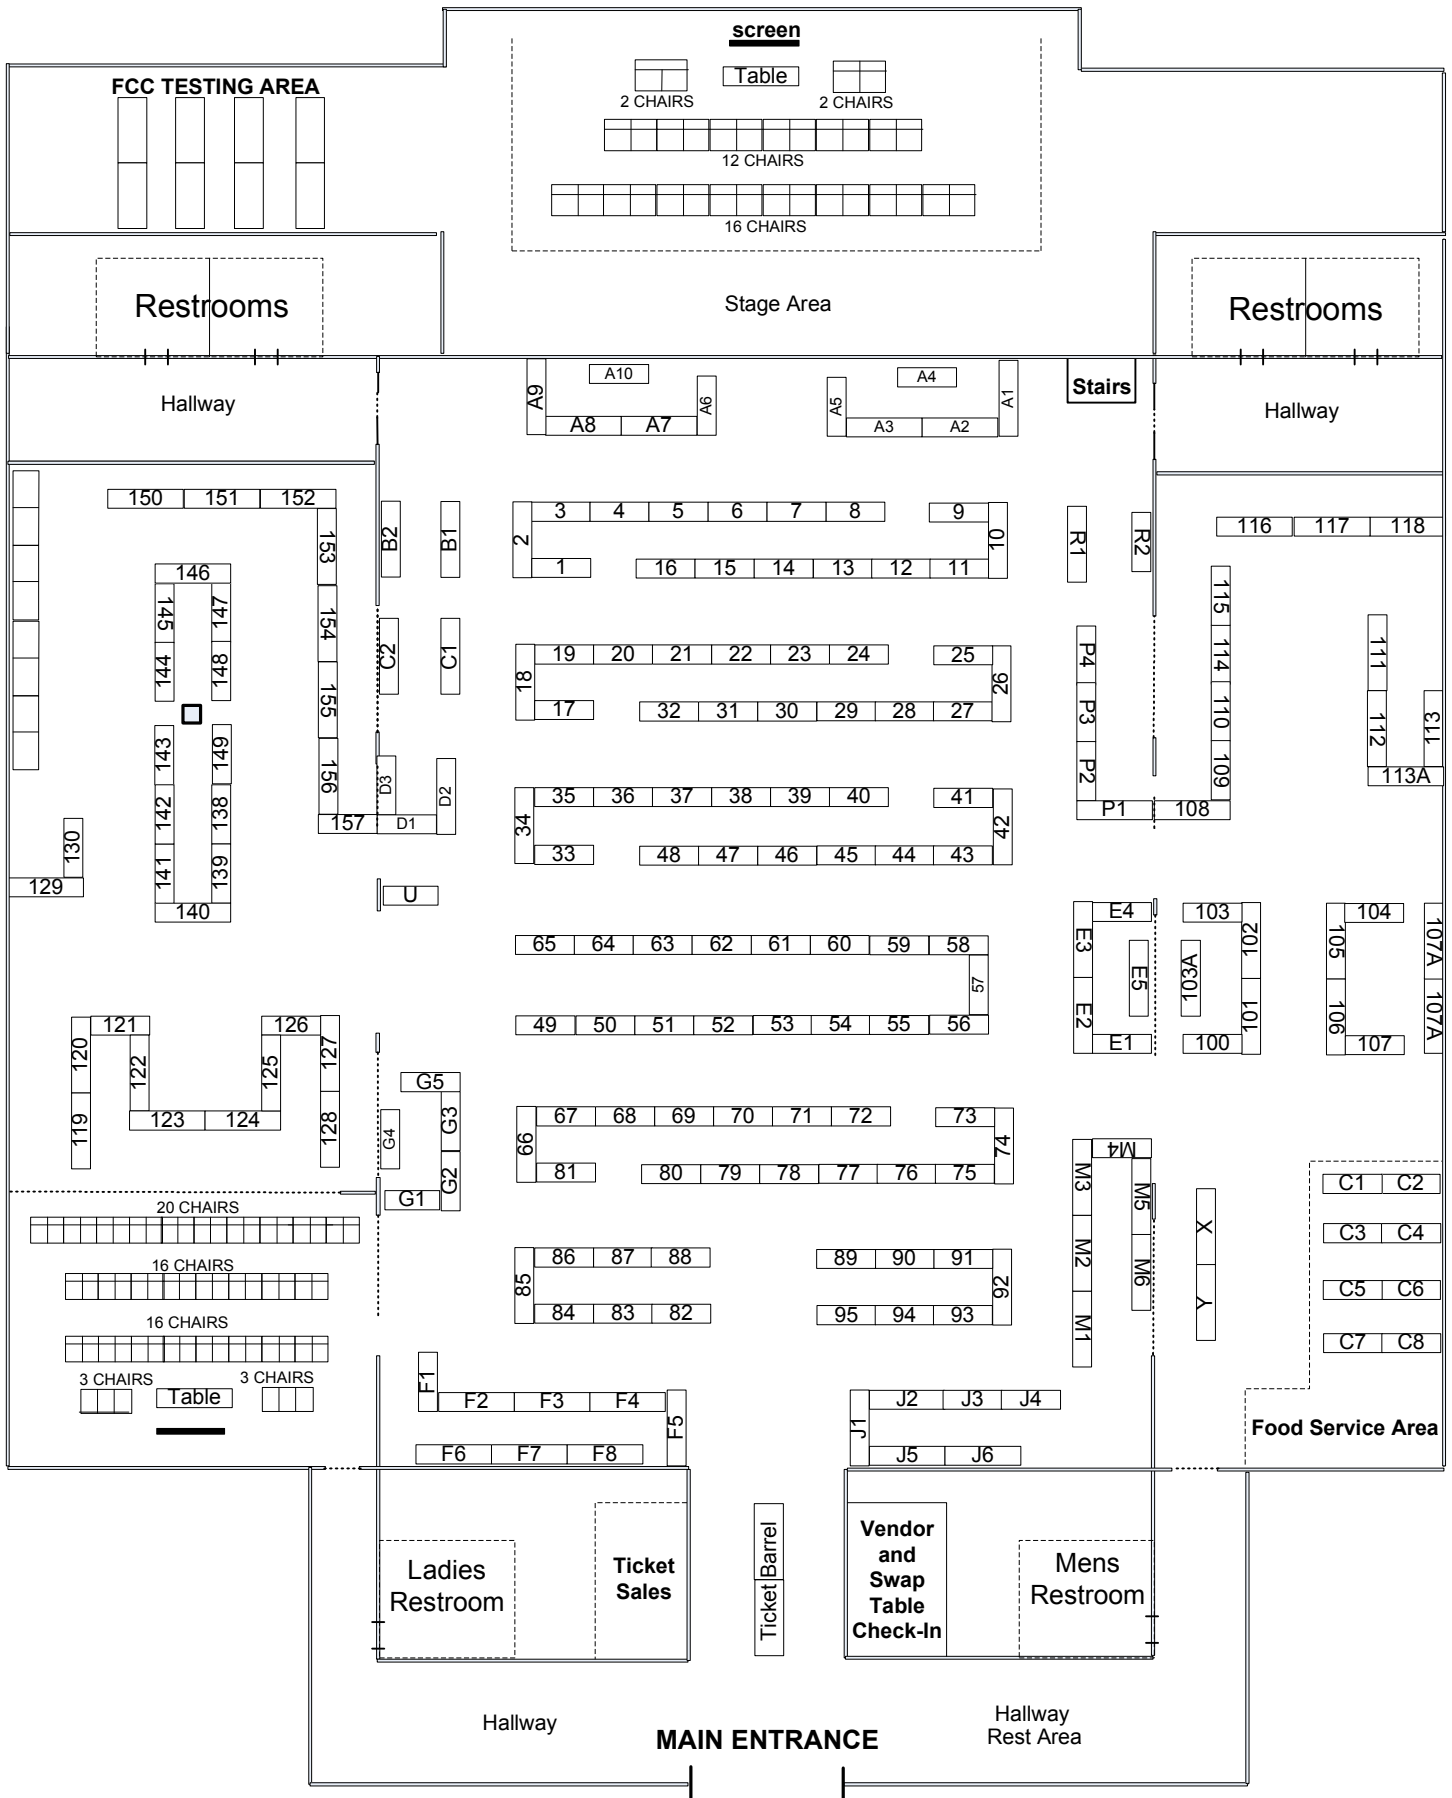 screen
FCC TESTING AREA
Table
2 CHAIRS
2 CHAIRS
12 CHAIRS
16 CHAIRS
Restrooms
Stage Area
Restrooms
Hallway
A9
A10
A8
A7
A6
A5
A4
A3
A2
A1
Stairs
Hallway
150 151 152
153
154
155
156
157
146
145
147
144
148
143
149
142
138
141
139
140
130
129
B2
B1
C2
C1
D3
D2
D1
U
2
3 4 5 6 7 8
9
10
1
16 15 14 13 12 11
18
19 20 21 22 23 24
25
26
17
32 31 30 29 28 27
34
35 36 37 38 39 40
41
42
33
48 47 46 45 44 43
65 64 63 62 61 60 59 58
57
49 50 51 52 53 54 55 56
R1
R2
116 117 118
115
114
110
109
108
P4
P3
P2
P1
111
112
113
113A
E4
E3
E2
E5
E1
103
103A
102
101
100
104
105
106
107
107A
107A
121
126
120
122
125
127
119
123 124
128
G5
G3
G4
G2
G1
66
67 68 69 70 71 72
73
74
81
80 79 78 77 76 75
85
86 87 88
84 83 82
89 90 91
92
95 94 93
M4
M3
M5
M2
M6
M1
X
Y
C1 C2
C3 C4
C5 C6
C7 C8
Food Service Area
20 CHAIRS
16 CHAIRS
16 CHAIRS
3 CHAIRS
Table
3 CHAIRS
F1
F2 F3 F4
F5
F6 F7 F8
J1
J2 J3 J4
J5 J6
Ladies
Restroom
Ticket
Sales
Ticket Barrel
Vendor
and
Swap
Table
Check-In
Mens
Restroom
Hallway
MAIN ENTRANCE
Hallway
Rest Area